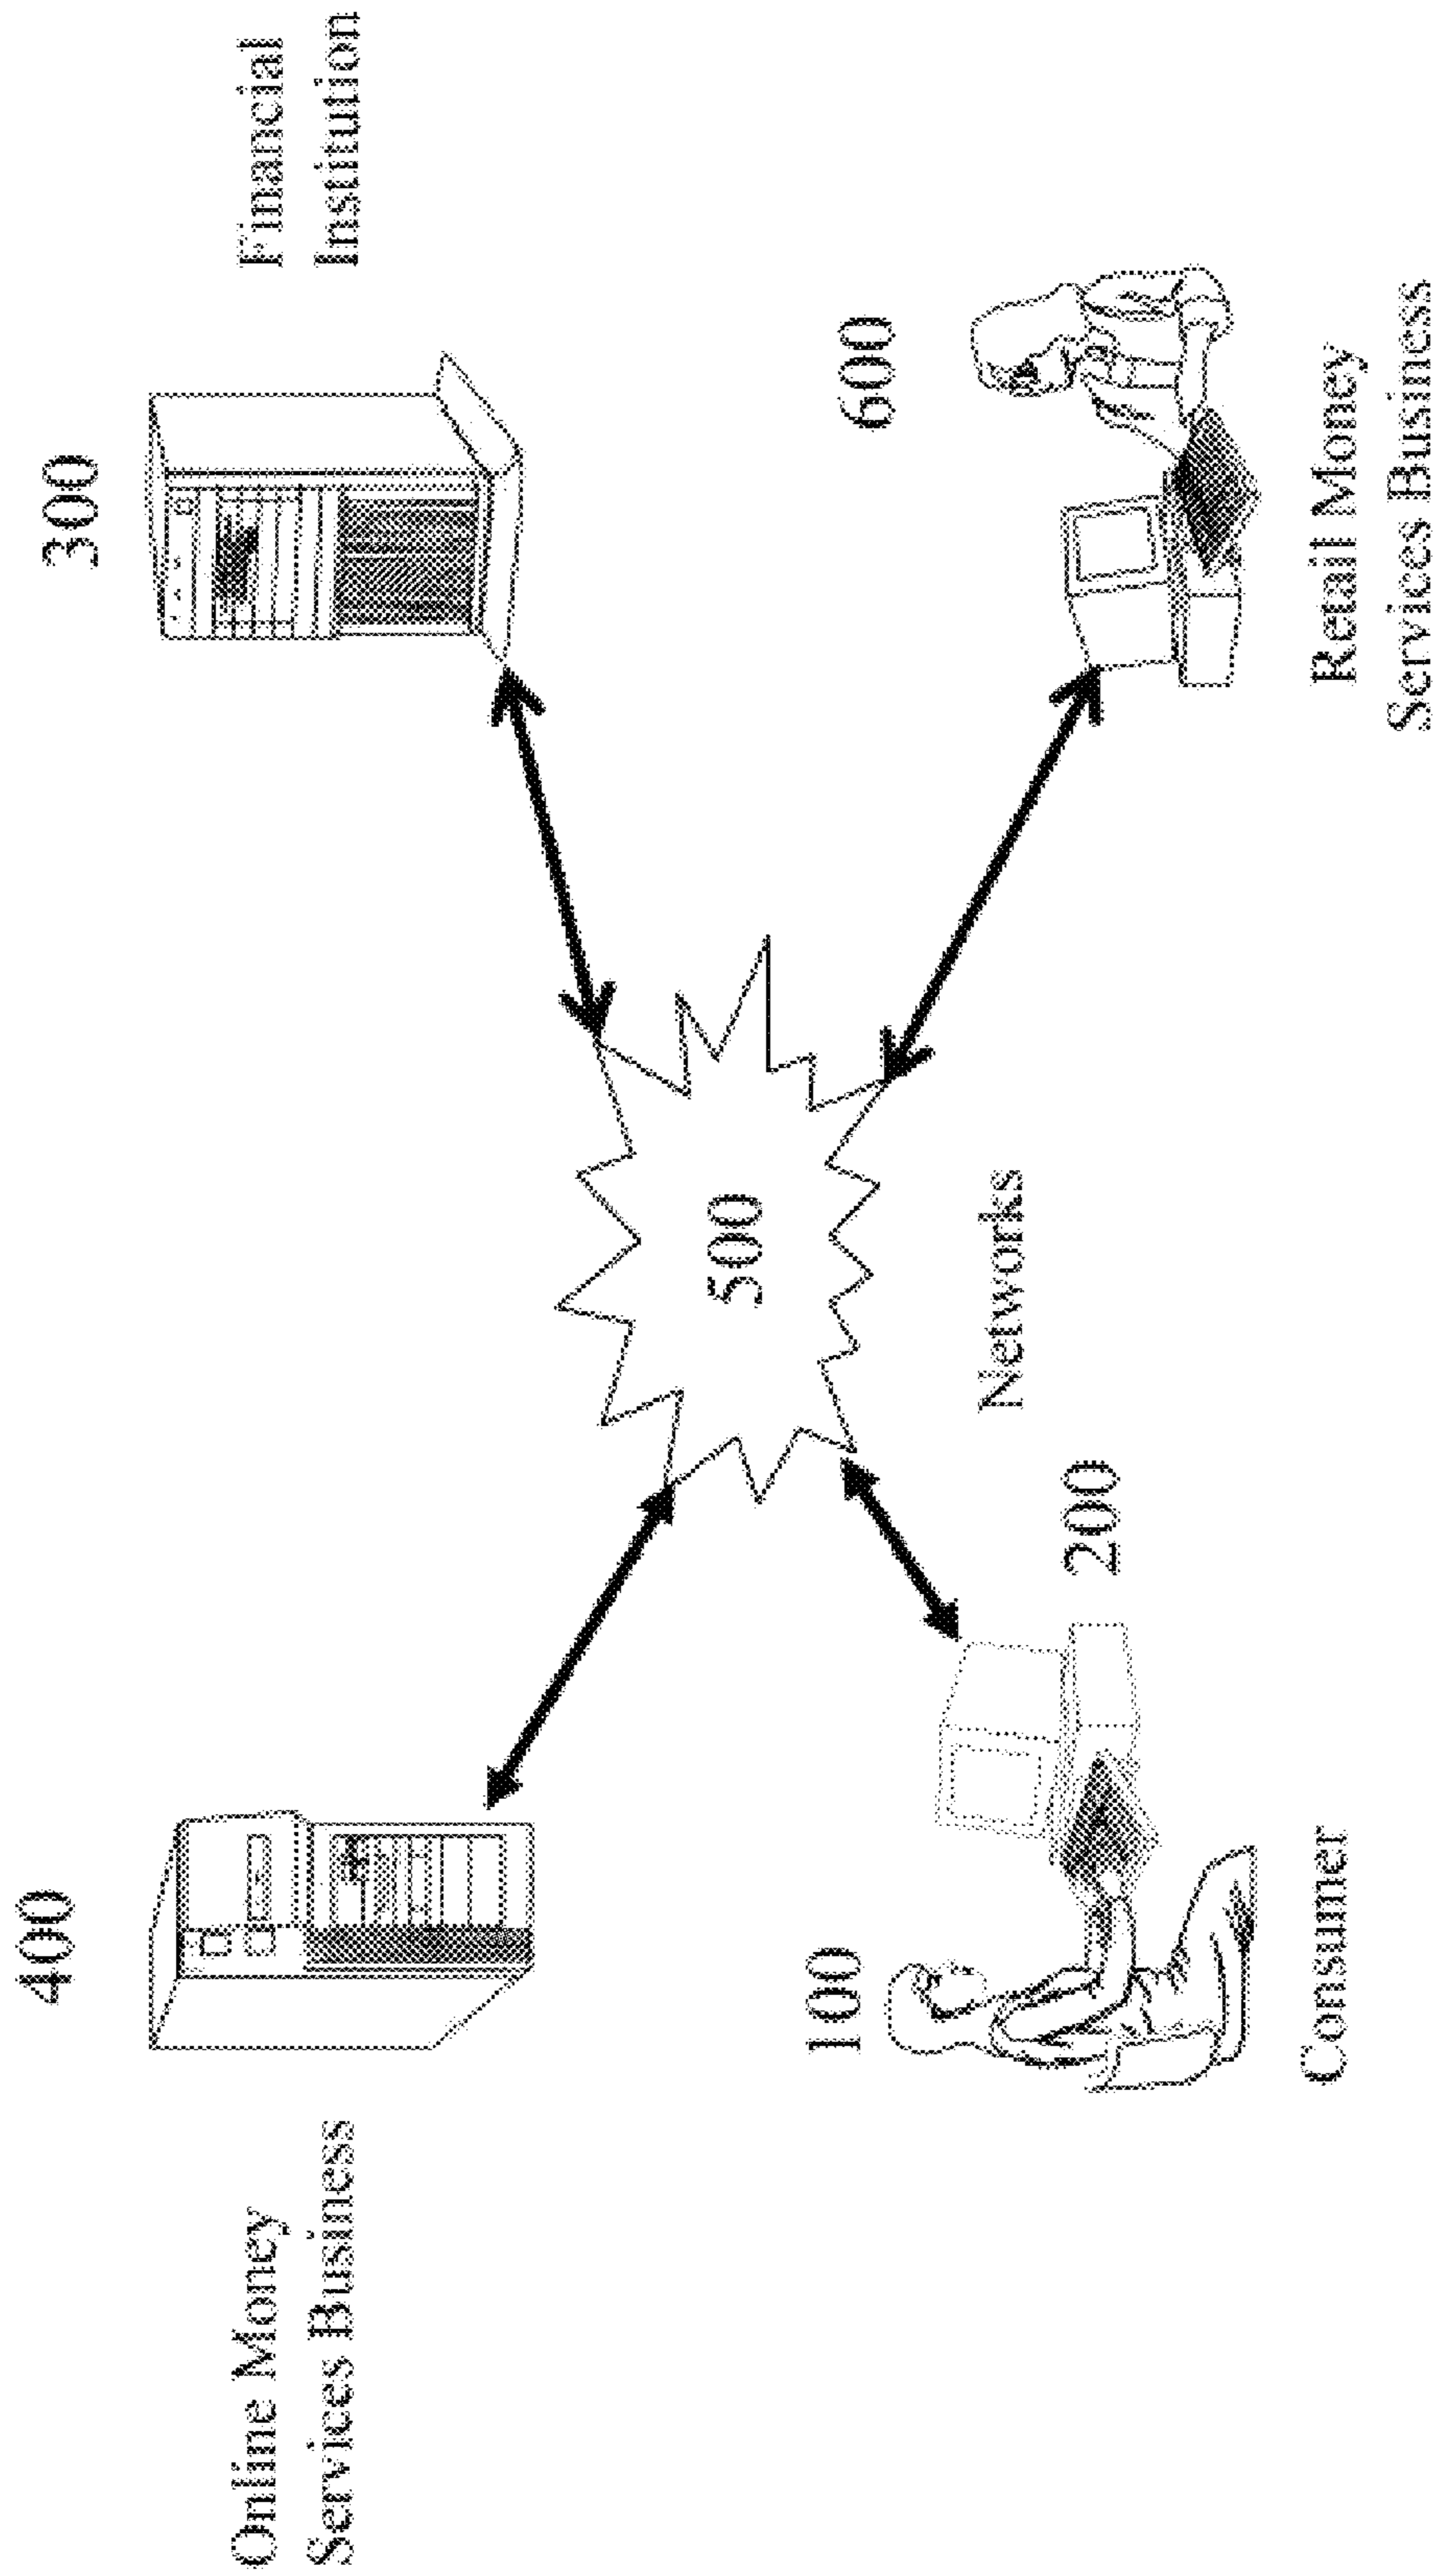 400
Online Money
Services Business
300
Financial
Institution
500
Networks
100
200
Consumer
600
Retail Money
Services Business